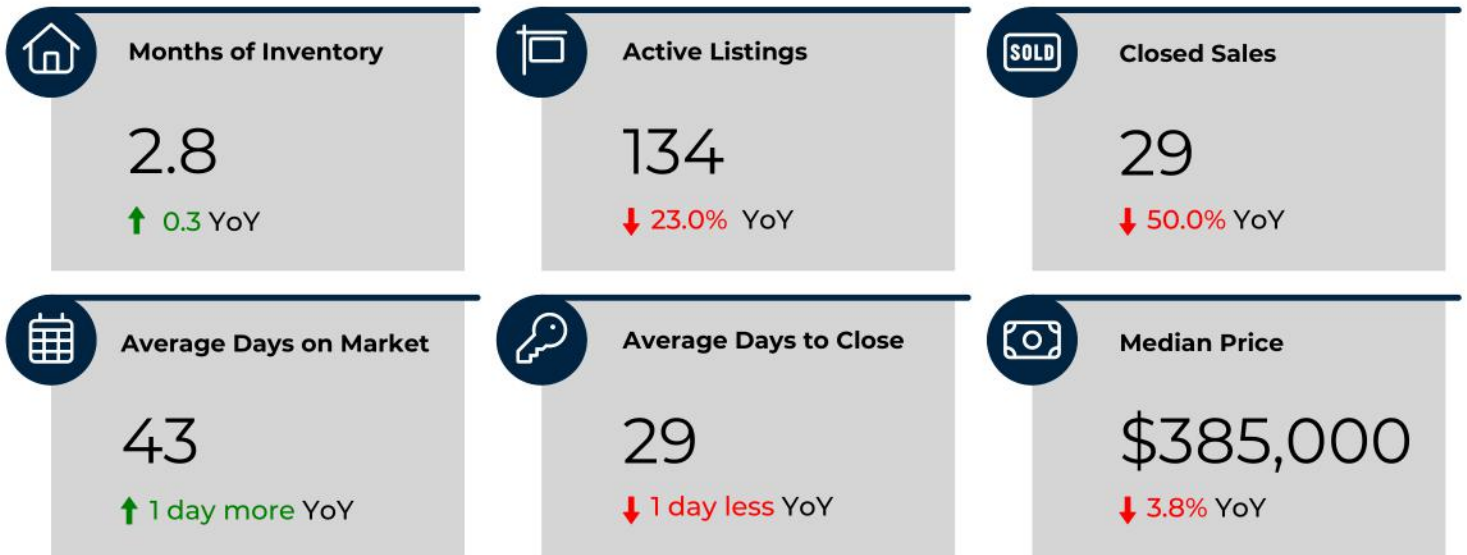 Months of Inventory
2.8
↑ 0.3 YoY
Active Listings
134
↓ 23.0% YoY
SOLD
Closed Sales
29
↓ 50.0% YoY
Average Days on Market
43
↑ 1 day more YoY
Average Days to Close
29
↓ 1 day less YoY
Median Price
$385,000
↓ 3.8% YoY